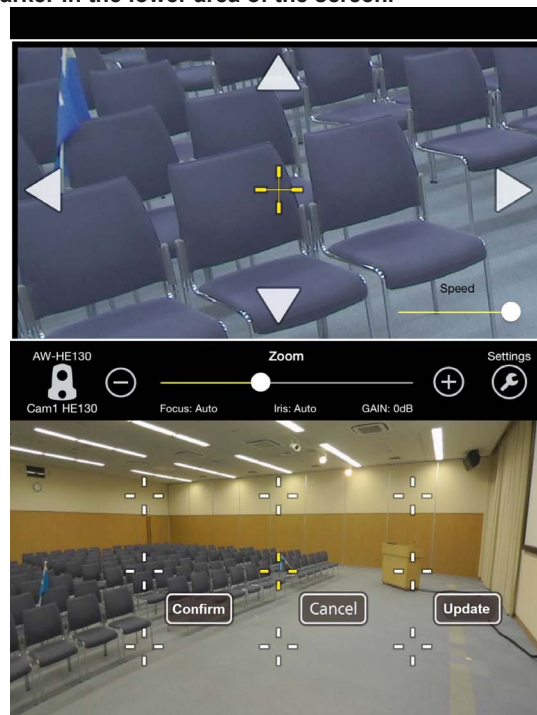 arker in the lower area of the screen.
Speed
AW-HE130
Zoom
Settings
Cam1 HE130
Focus: Auto
Iris: Auto
GAIN: 0dB
Confirm
Cancel
Update